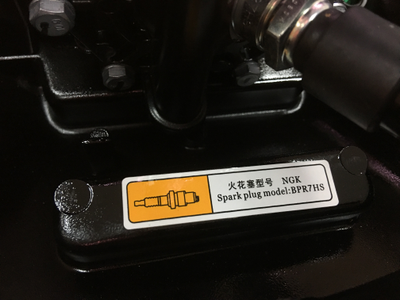 火花塞型号 NGK
Spark plug model:BPR7HS